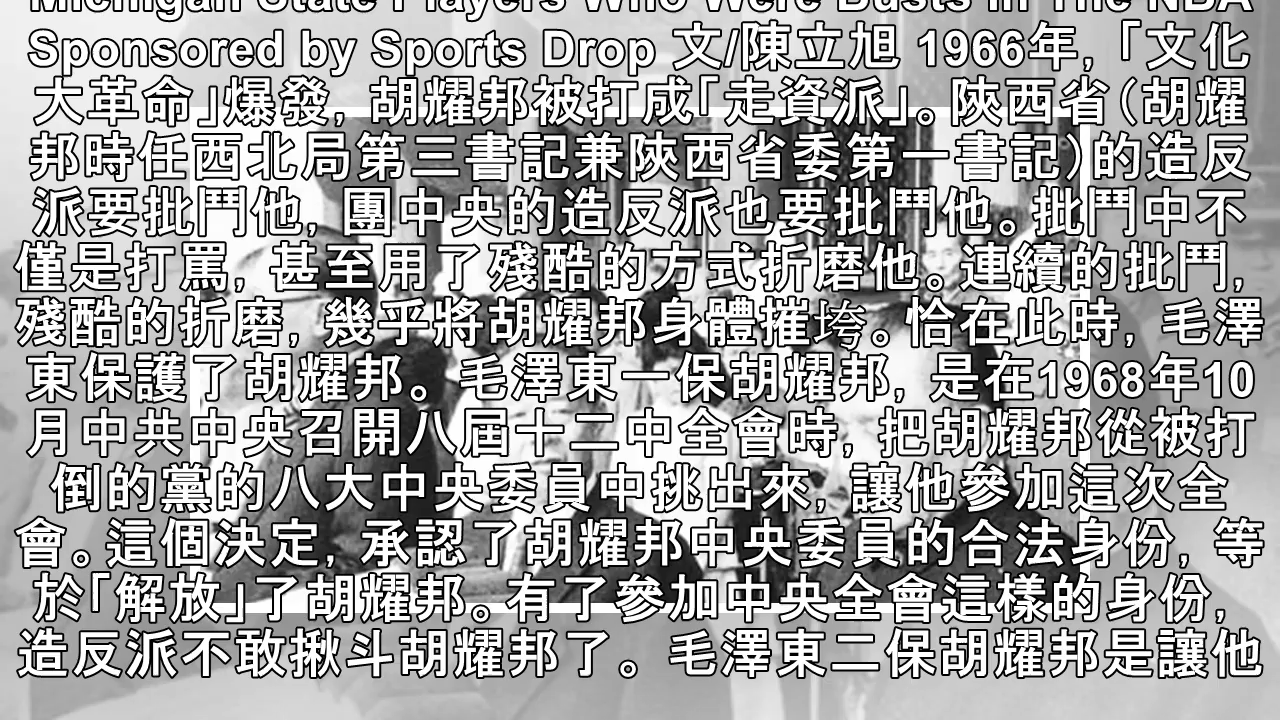 Michigan State Players Who Were Busts In The NBA
Sponsored by Sports Drop 文/陳立旭 1966年,「文化
大革命」爆發, 胡耀邦被打成「走資派」。陝西省(胡耀
邦時任西北局第三書記兼陝西省委第一書記)的造反
派要批鬥他, 團中央的造反派也要批鬥他。批鬥中不
僅是打罵, 甚至用了殘酷的方式折磨他。連續的批鬥,
殘酷的折磨, 幾乎將胡耀邦身體摧垮。恰在此時, 毛澤
東保護了胡耀邦。 毛澤東一保胡耀邦, 是在1968年10
月中共中央召開八屆十二中全會時, 把胡耀邦從被打
倒的黨的八大中央委員中挑出來, 讓他參加這次全
會。這個決定, 承認了胡耀邦中央委員的合法身份, 等
於「解放」了胡耀邦。有了參加中央全會這樣的身份,
造反派不敢揪斗胡耀邦了。 毛澤東二保胡耀邦是讓他